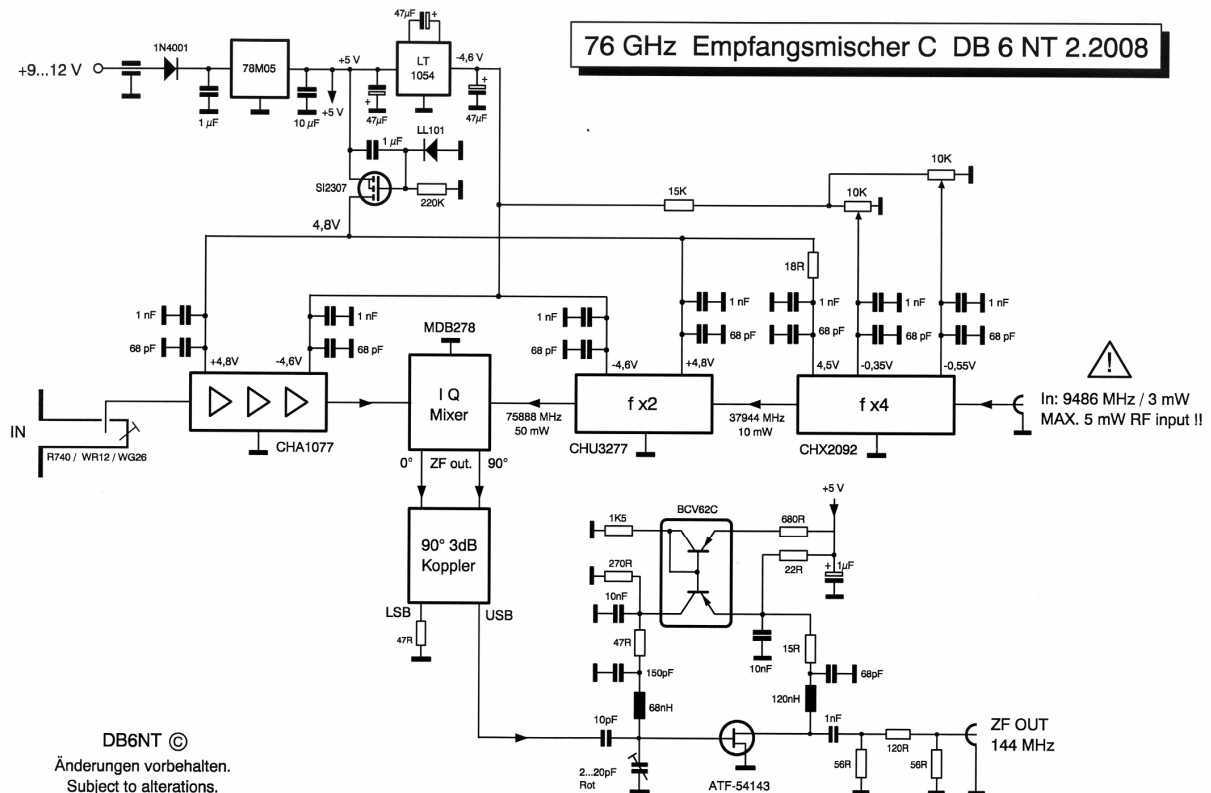 76 GHz Empfangsmischer C DB 6 NT 2.2008
+9...12 V
1N4001
1 µF
78M05
10 µF
+5 V
+5 V
47µF
47µF
LT
1054
-4,6 V
47µF
1 µF
LL101
SI2307
220K
4,8V
15K
10K
10K
18R
1 nF
68 pF
+4,8V
-4,6V
1 nF
68 pF
MDB278
I Q
Mixer
1 nF
68 pF
-4,6V
+4,8V
1 nF
68 pF
1 nF
68 pF
4,5V
-0,35V
1 nF
68 pF
-0,55V
1 nF
68 pF
IN
R740 / WR12 / WG26
CHA1077
75888 MHz
50 mW
f x2
CHU3277
37944 MHz
10 mW
f x4
CHX2092
!
In: 9486 MHz / 3 mW
MAX. 5 mW RF input !!
0° ZF out. 90°
90° 3dB
Koppler
LSB
USB
47R
1K5
BCV62C
680R
+5 V
22R
+ 1µF
270R
10nF
47R
10nF
15R
150pF
68pF
68nH
120nH
10pF
2...20pF
Rot
ATF-54143
1nF
56R
120R
56R
ZF OUT
144 MHz
DB6NT ©
Änderungen vorbehalten.
Subject to alterations.